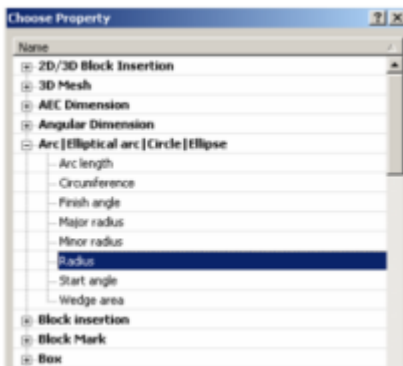 Choose Property
Name
2D/3D Block Insertion
3D Mesh
AEC Dimension
Angular Dimension
Arc|Elliptical arc|Circle|Ellipse
Arc length
Circumference
Finish angle
Major radius
Minor radius
Radius
Start angle
Wedge area
Block insertion
Block Mark
Box